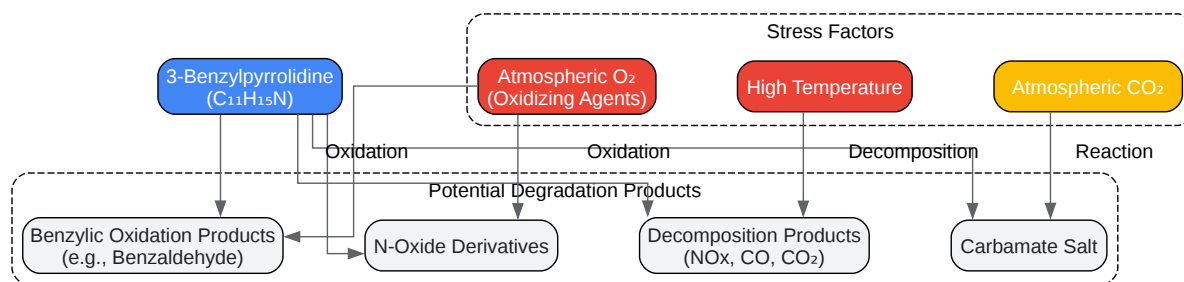 Stress Factors
3-Benzylpyrrolidine
(C₁₁H₁₅N)
Atmospheric O₂
(Oxidizing Agents)
High Temperature
Atmospheric CO₂
Oxidation
Oxidation
Decomposition
Reaction
Potential Degradation Products
Benzylic Oxidation Products
(e.g., Benzaldehyde)
N-Oxide Derivatives
Decomposition Products
(NOx, CO, CO₂)
Carbamate Salt